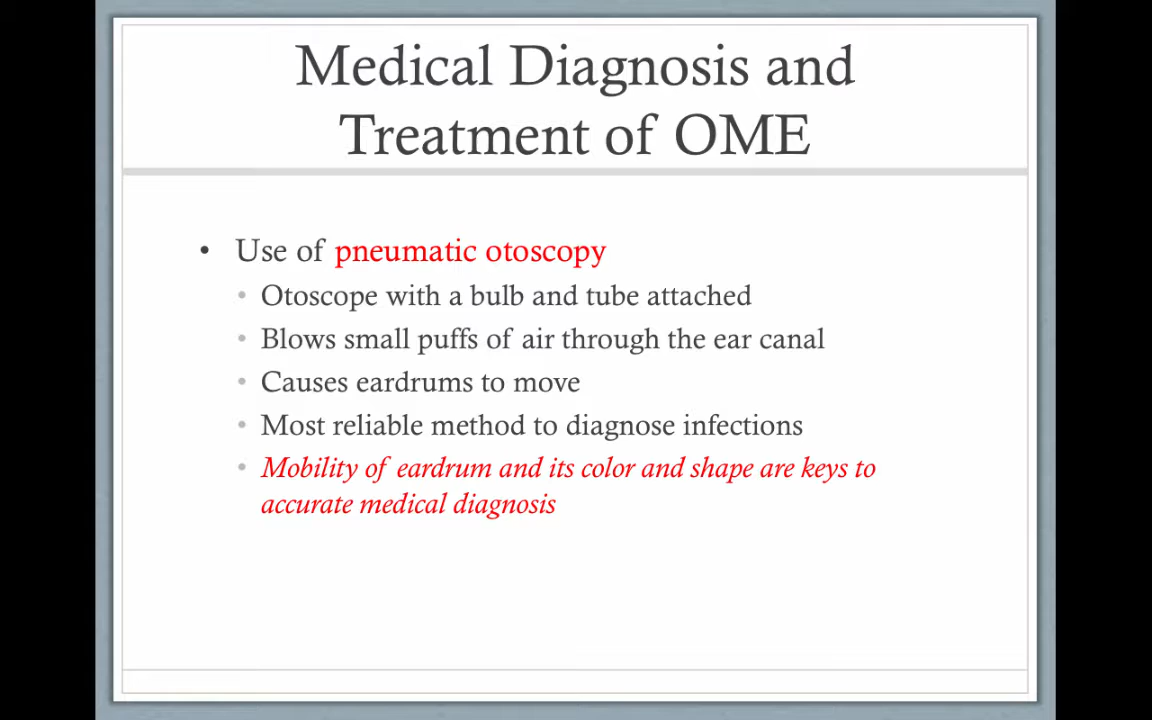 Medical Diagnosis and
Treatment of OME
• Use of pneumatic otoscopy
• Otoscope with a bulb and tube attached
• Blows small puffs of air through the ear canal
• Causes eardrums to move
• Most reliable method to diagnose infections
• Mobility of eardrum and its color and shape are keys to
accurate medical diagnosis